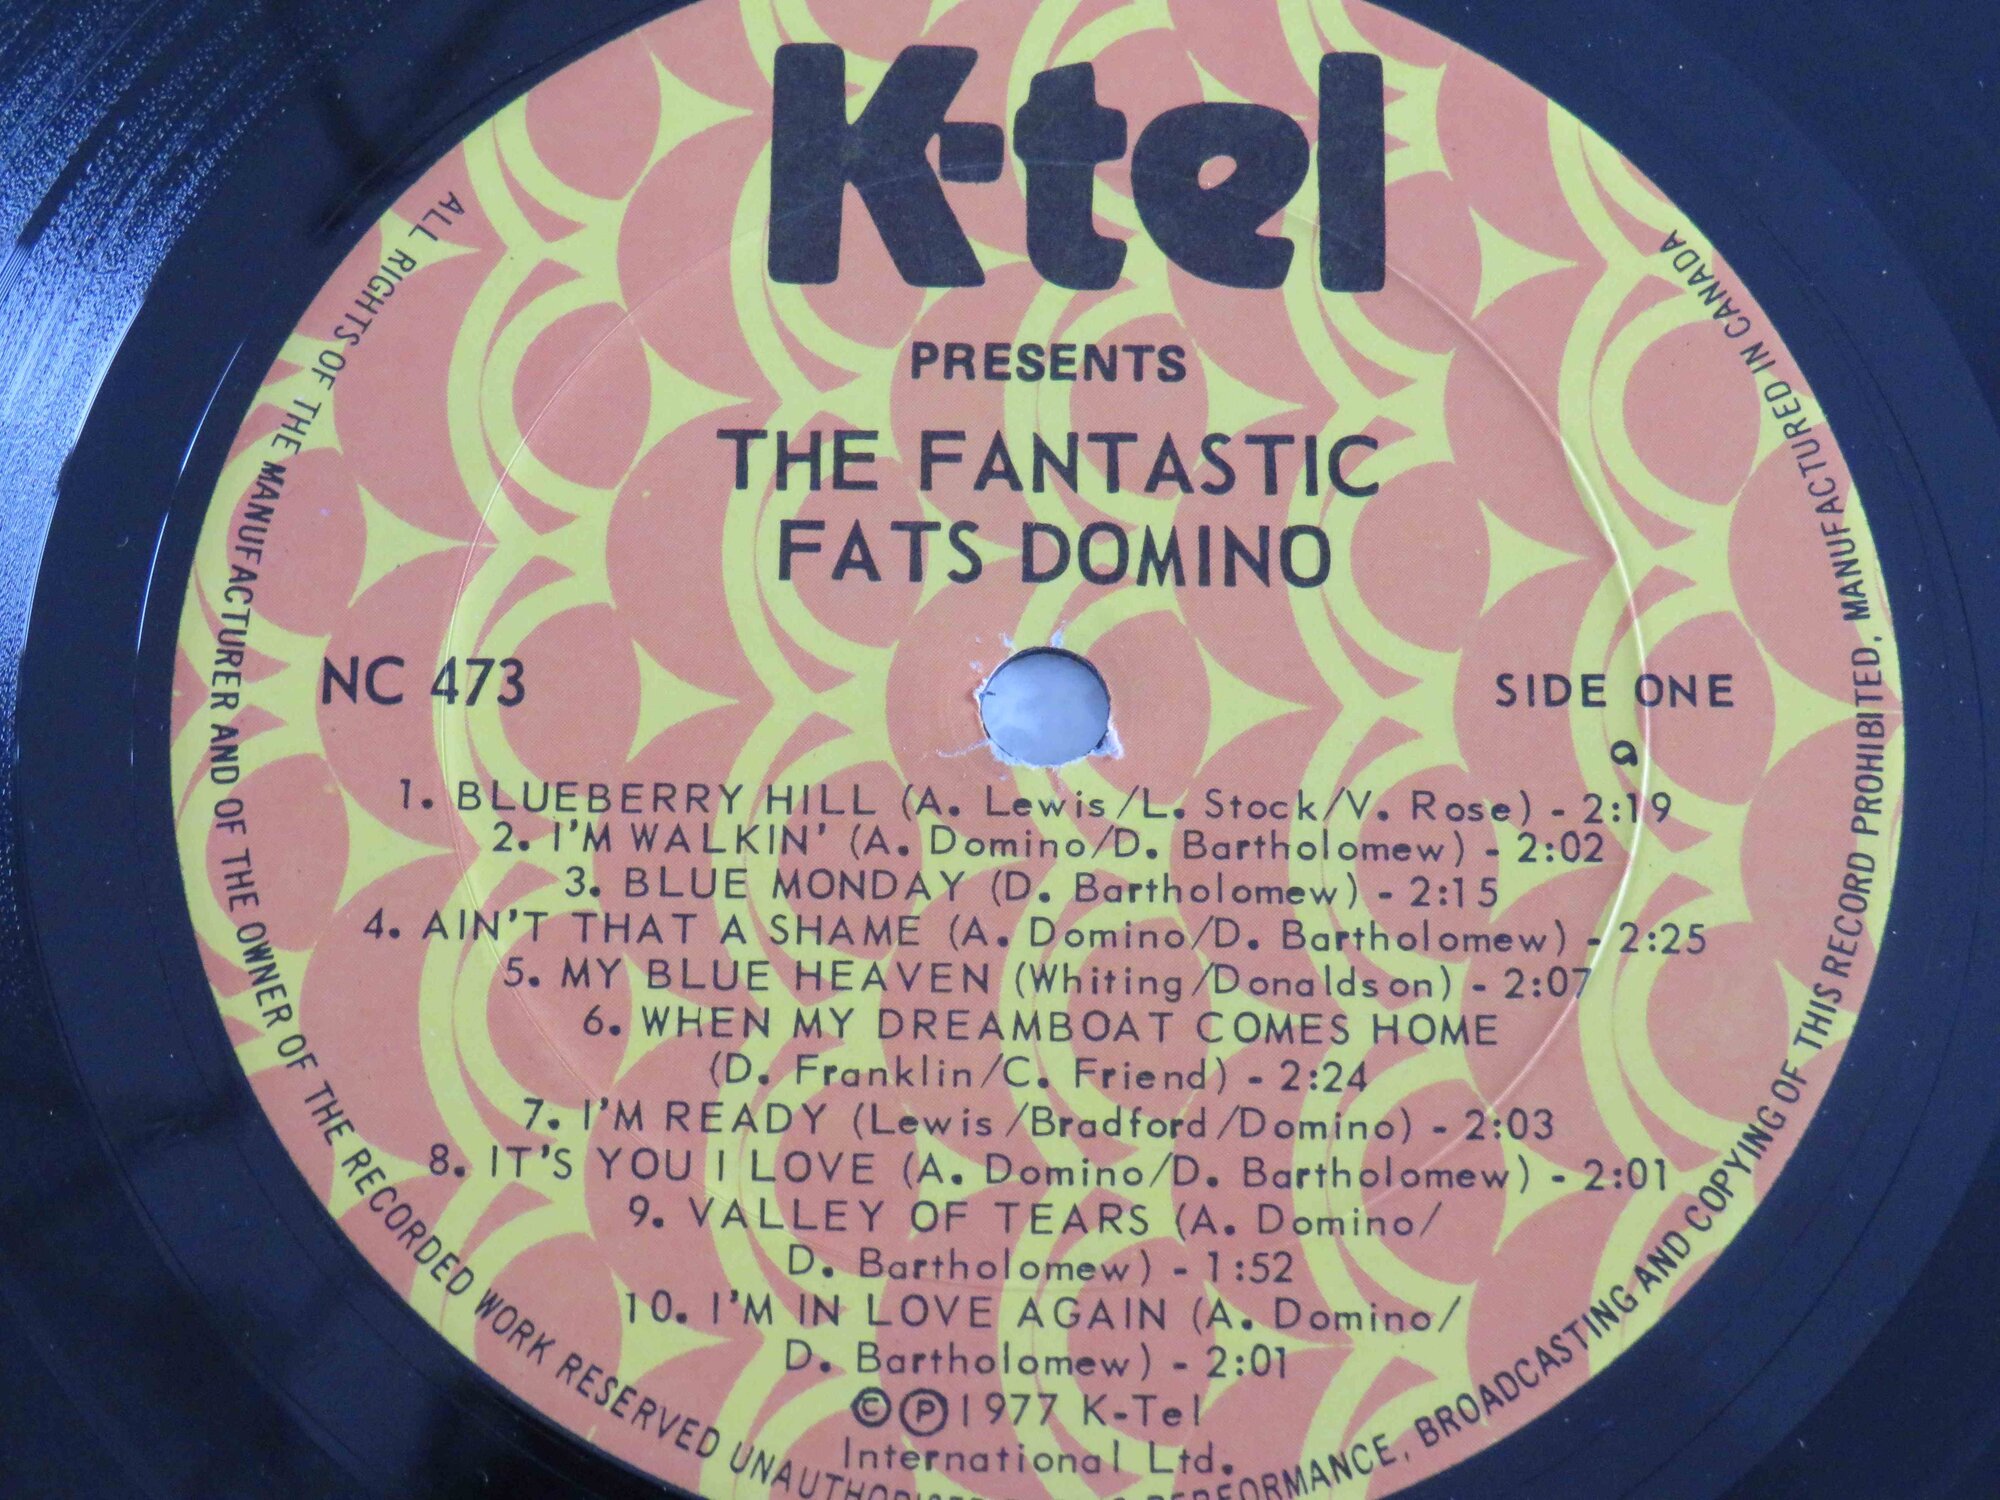 K-tel
PRESENTS
THE FANTASTIC
FATS DOMINO
NC 473
SIDE ONE
a
1. BLUEBERRY HILL (A. Lewis/L. Stock/V. Rose) - 2:19
2. I'M WALKIN' (A. Domino/D. Bartholomew) - 2:02
3. BLUE MONDAY (D. Bartholomew) - 2:15
4. AIN'T THAT A SHAME (A. Domino/D. Bartholomew) - 2:25
5. MY BLUE HEAVEN (Whiting/Donaldson) - 2:07
6. WHEN MY DREAMBOAT COMES HOME
(D. Franklin/C. Friend) - 2:24
7. I'M READY (Lewis/Bradford/Domino) - 2:03
8. IT'S YOU I LOVE (A. Domino/D. Bartholomew) - 2:01
9. VALLEY OF TEARS (A. Domino/
D. Bartholomew) - 1:52
10. I'M IN LOVE AGAIN (A. Domino/
D. Bartholomew) - 2:01
©℗1977 K-Tel
International Ltd.
ALL RIGHTS OF THE MANUFACTURER AND OF THE OWNER OF THE RECORDED WORK RESERVED PERFORMANCE, BROADCASTING AND COPYING OF THIS RECORD PROHIBITED. MANUFACTURED IN CANADA